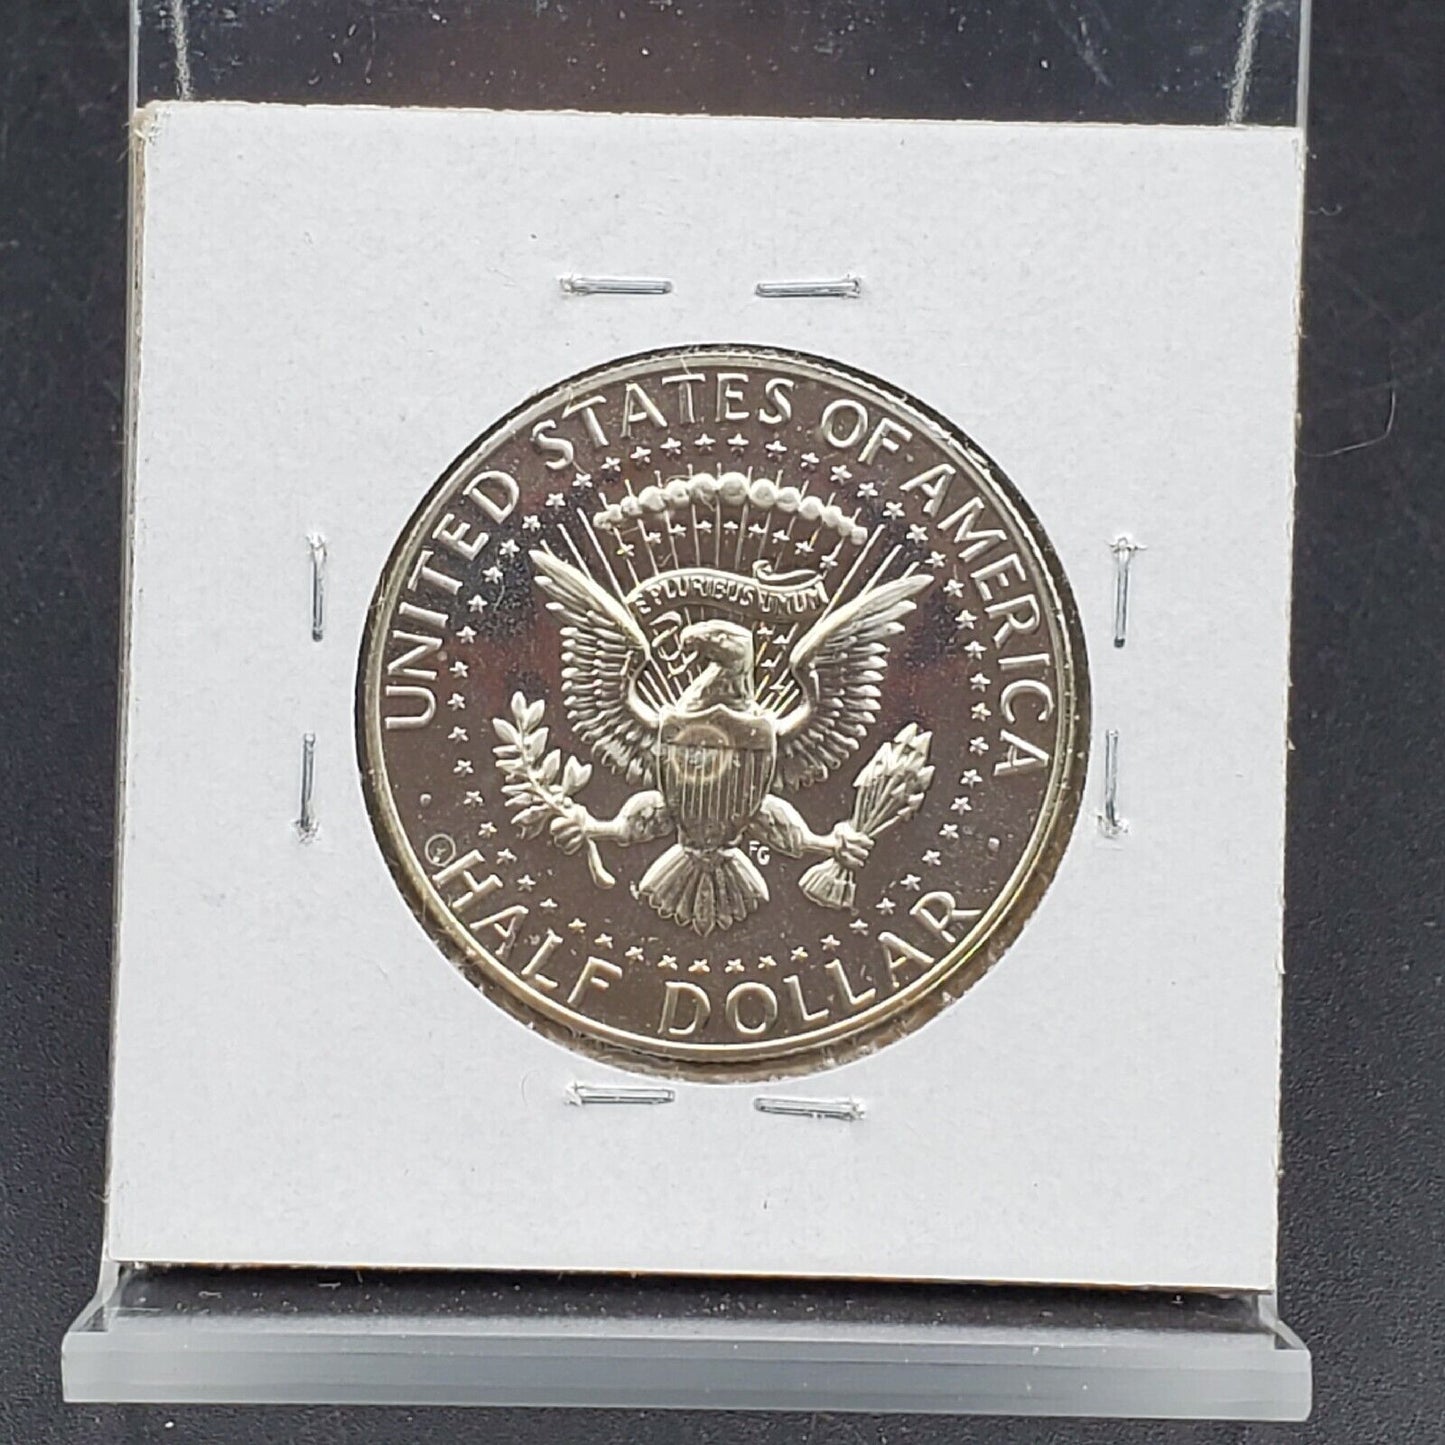 UNITED STATES OF AMERICA
E PLURIBUS UNUM
FG
HALF DOLLAR